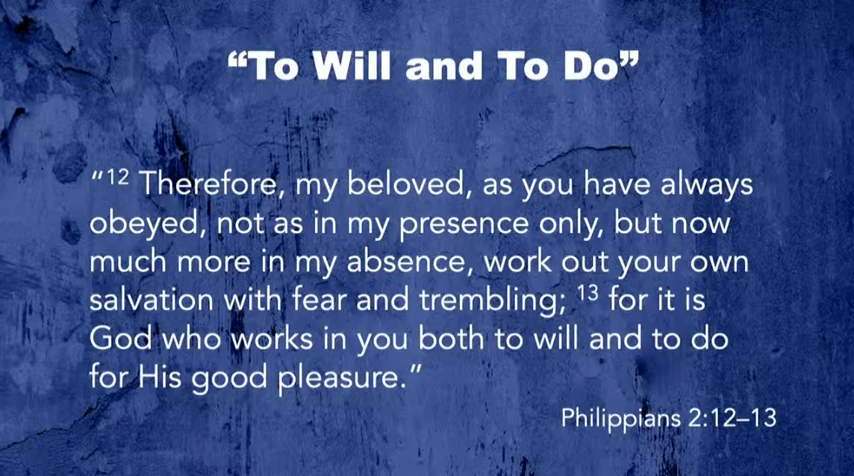 “To Will and To Do”
“12 Therefore, my beloved, as you have always
obeyed, not as in my presence only, but now
much more in my absence, work out your own
salvation with fear and trembling; 13 for it is
God who works in you both to will and to do
for His good pleasure.”
Philippians 2:12–13